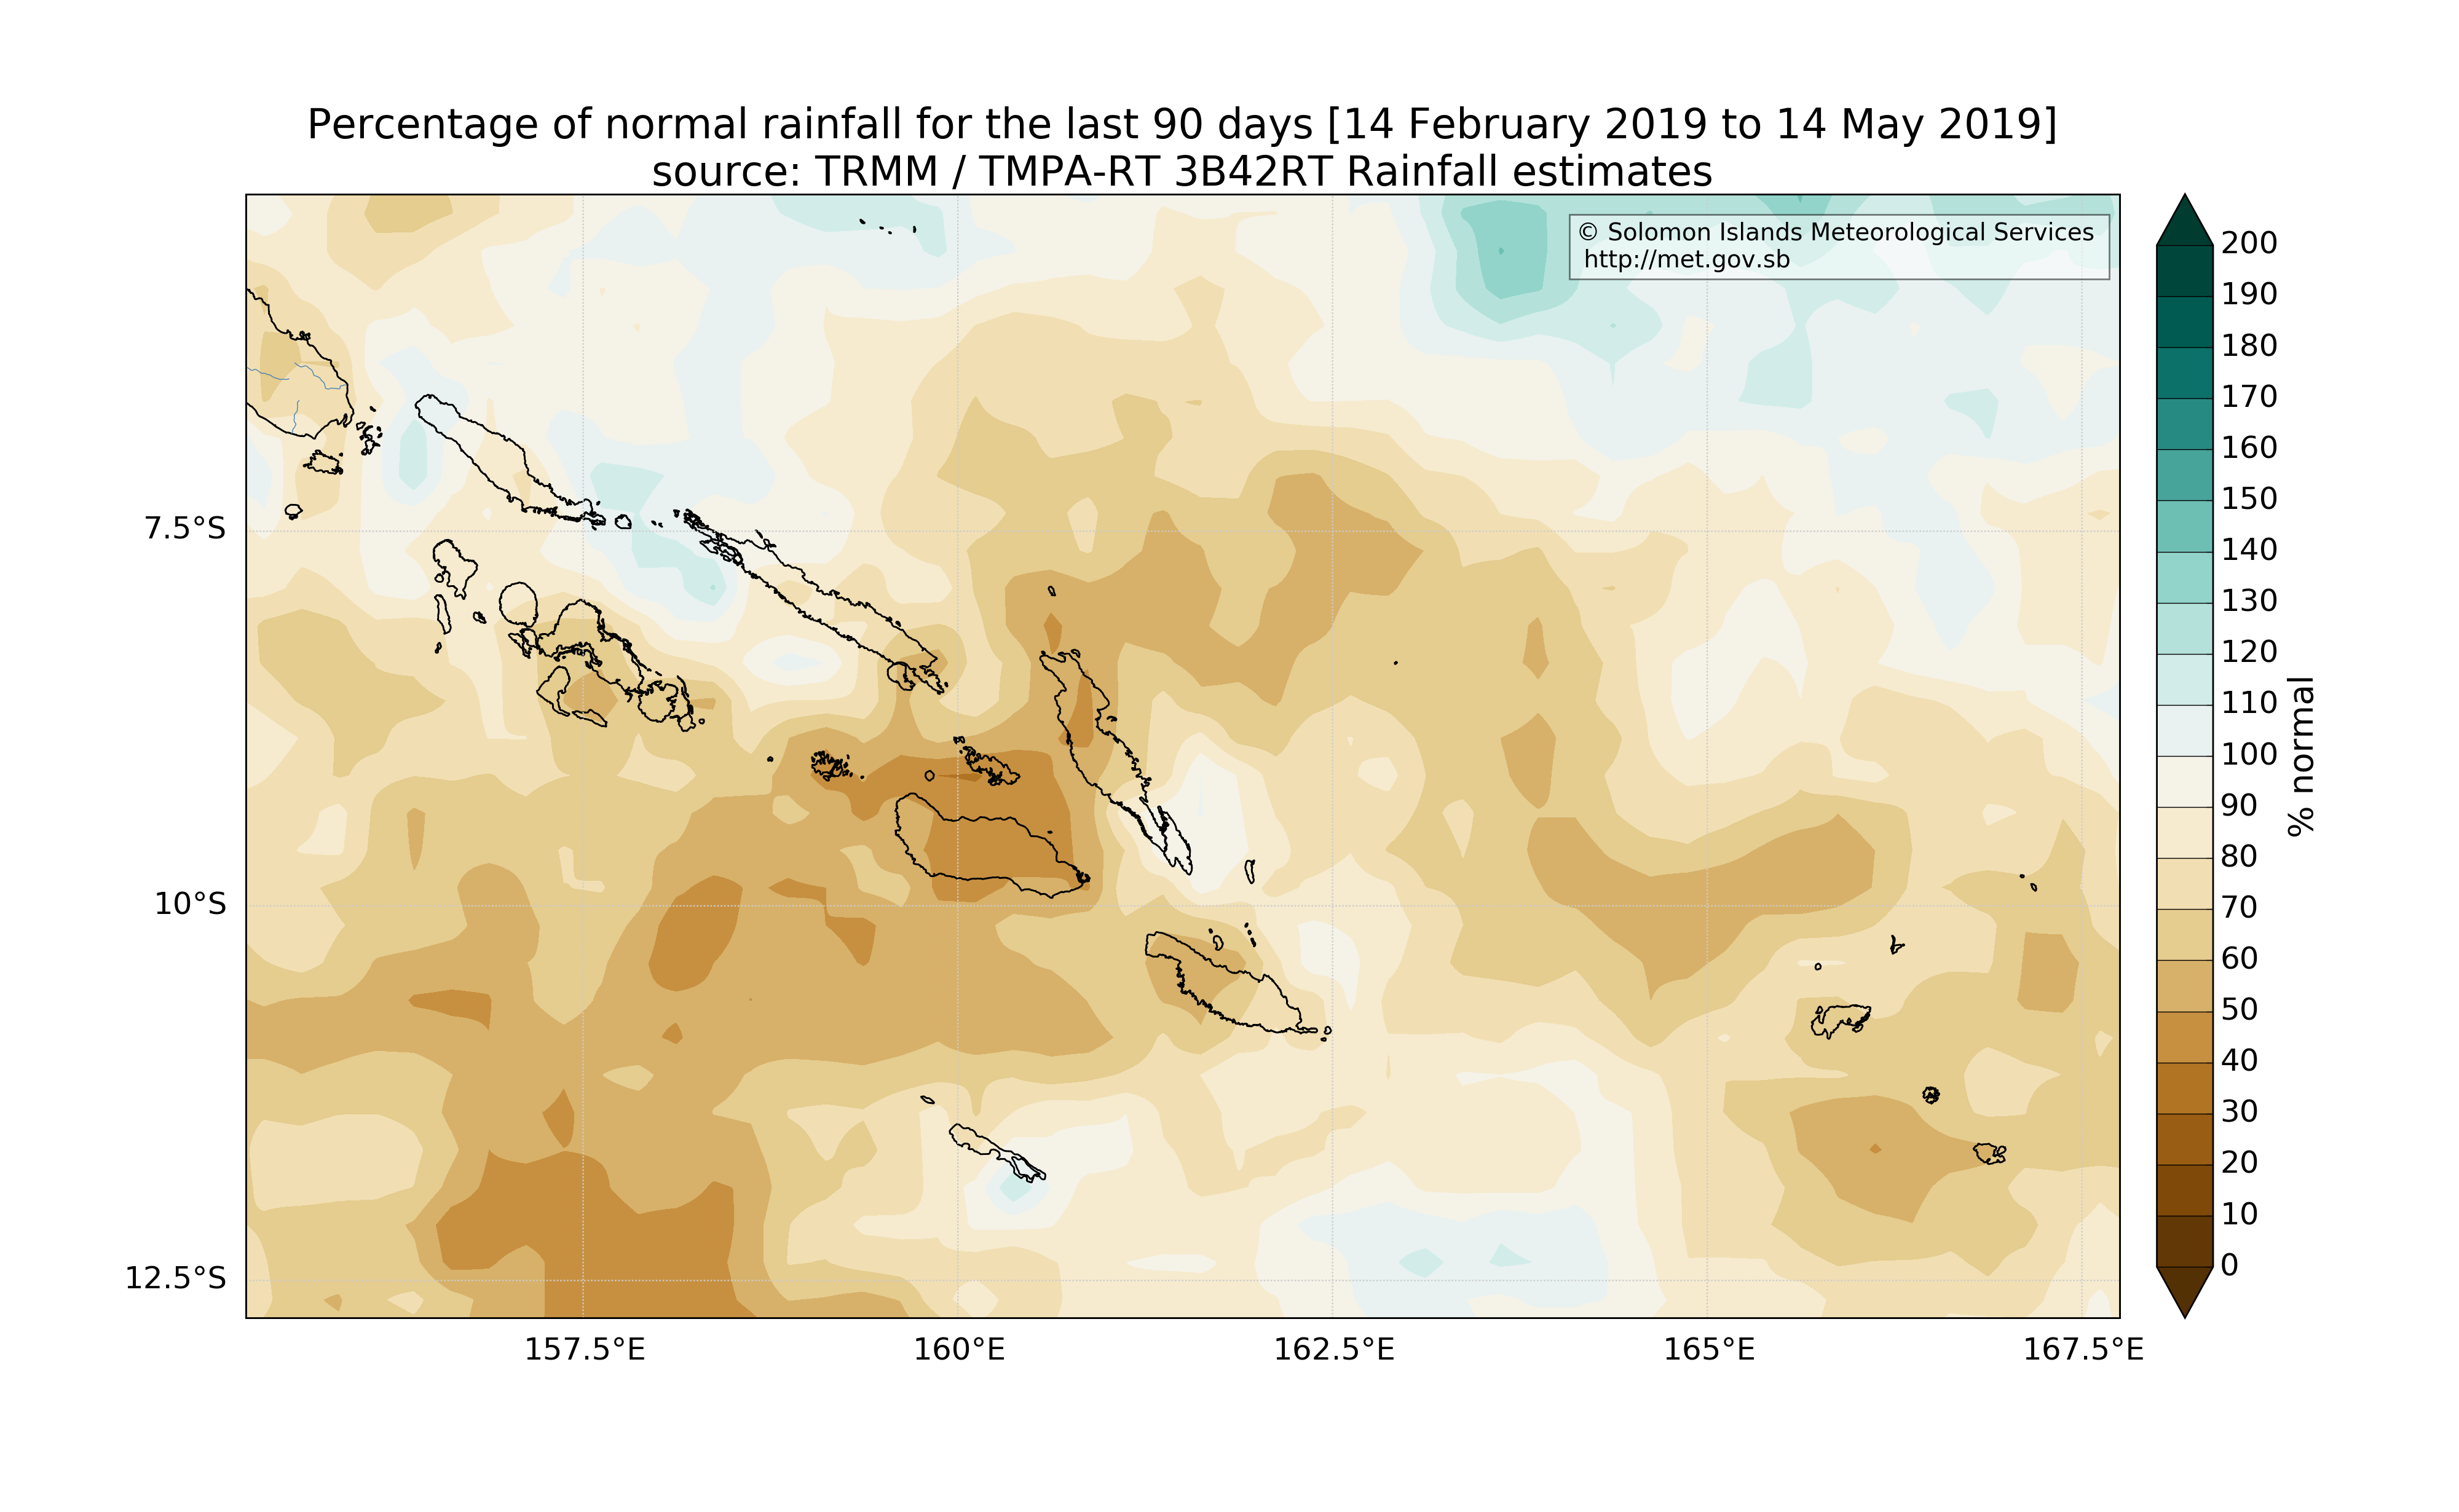 Percentage of normal rainfall for the last 90 days [14 February 2019 to 14 May 2019]
source: TRMM / TMPA-RT 3B42RT Rainfall estimates
© Solomon Islands Meteorological Services
http://met.gov.sb
7.5°S
10°S
12.5°S
157.5°E
160°E
162.5°E
165°E
167.5°E
200
190
180
170
160
150
140
130
120
110
100
90
80
70
60
50
40
30
20
10
0
% normal